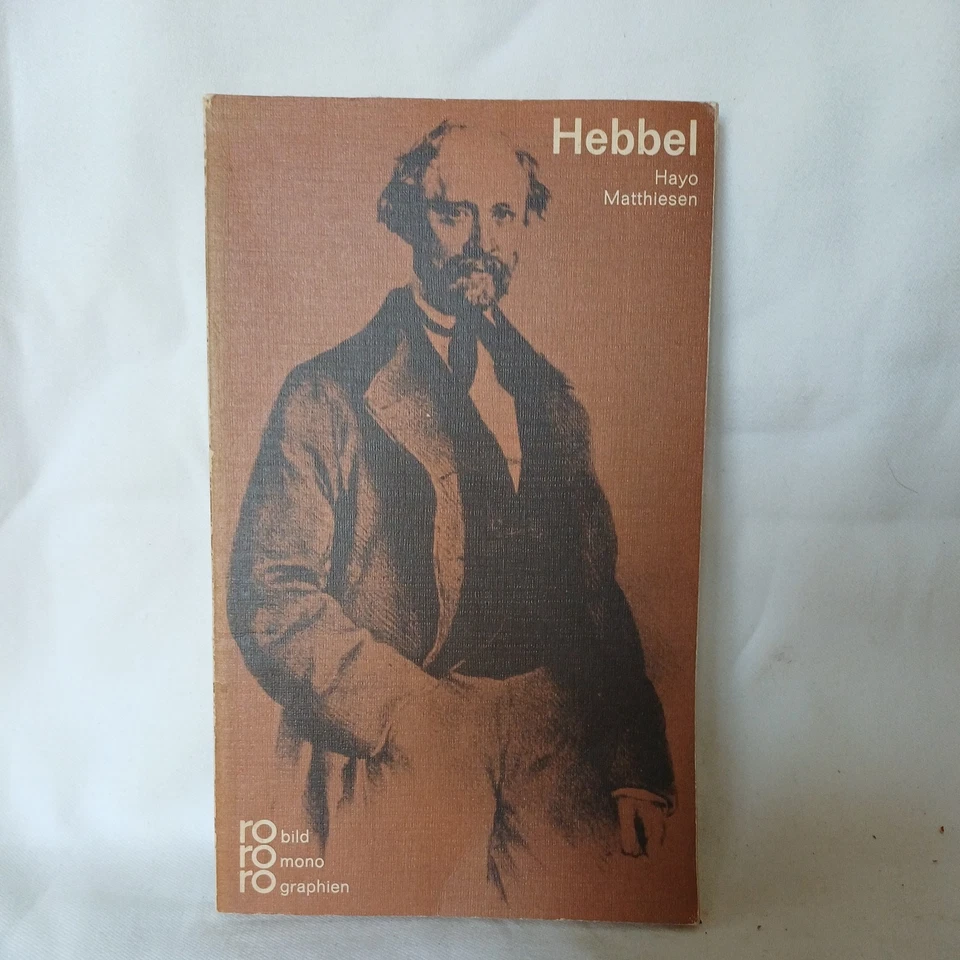 Hebbel
Hayo
Matthiesen
ro bild
ro mono
ro graphien